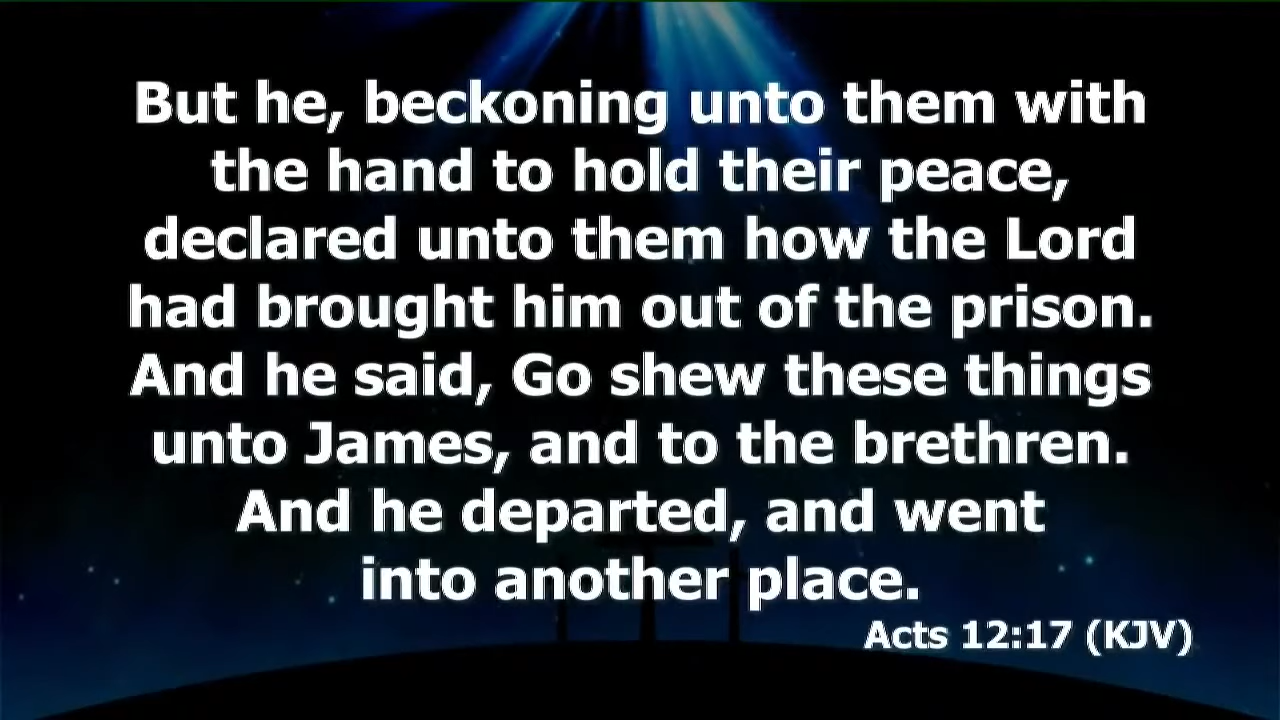 But he, beckoning unto them with
the hand to hold their peace,
declared unto them how the Lord
had brought him out of the prison.
And he said, Go shew these things
unto James, and to the brethren.
And he departed, and went
into another place.
Acts 12:17 (KJV)